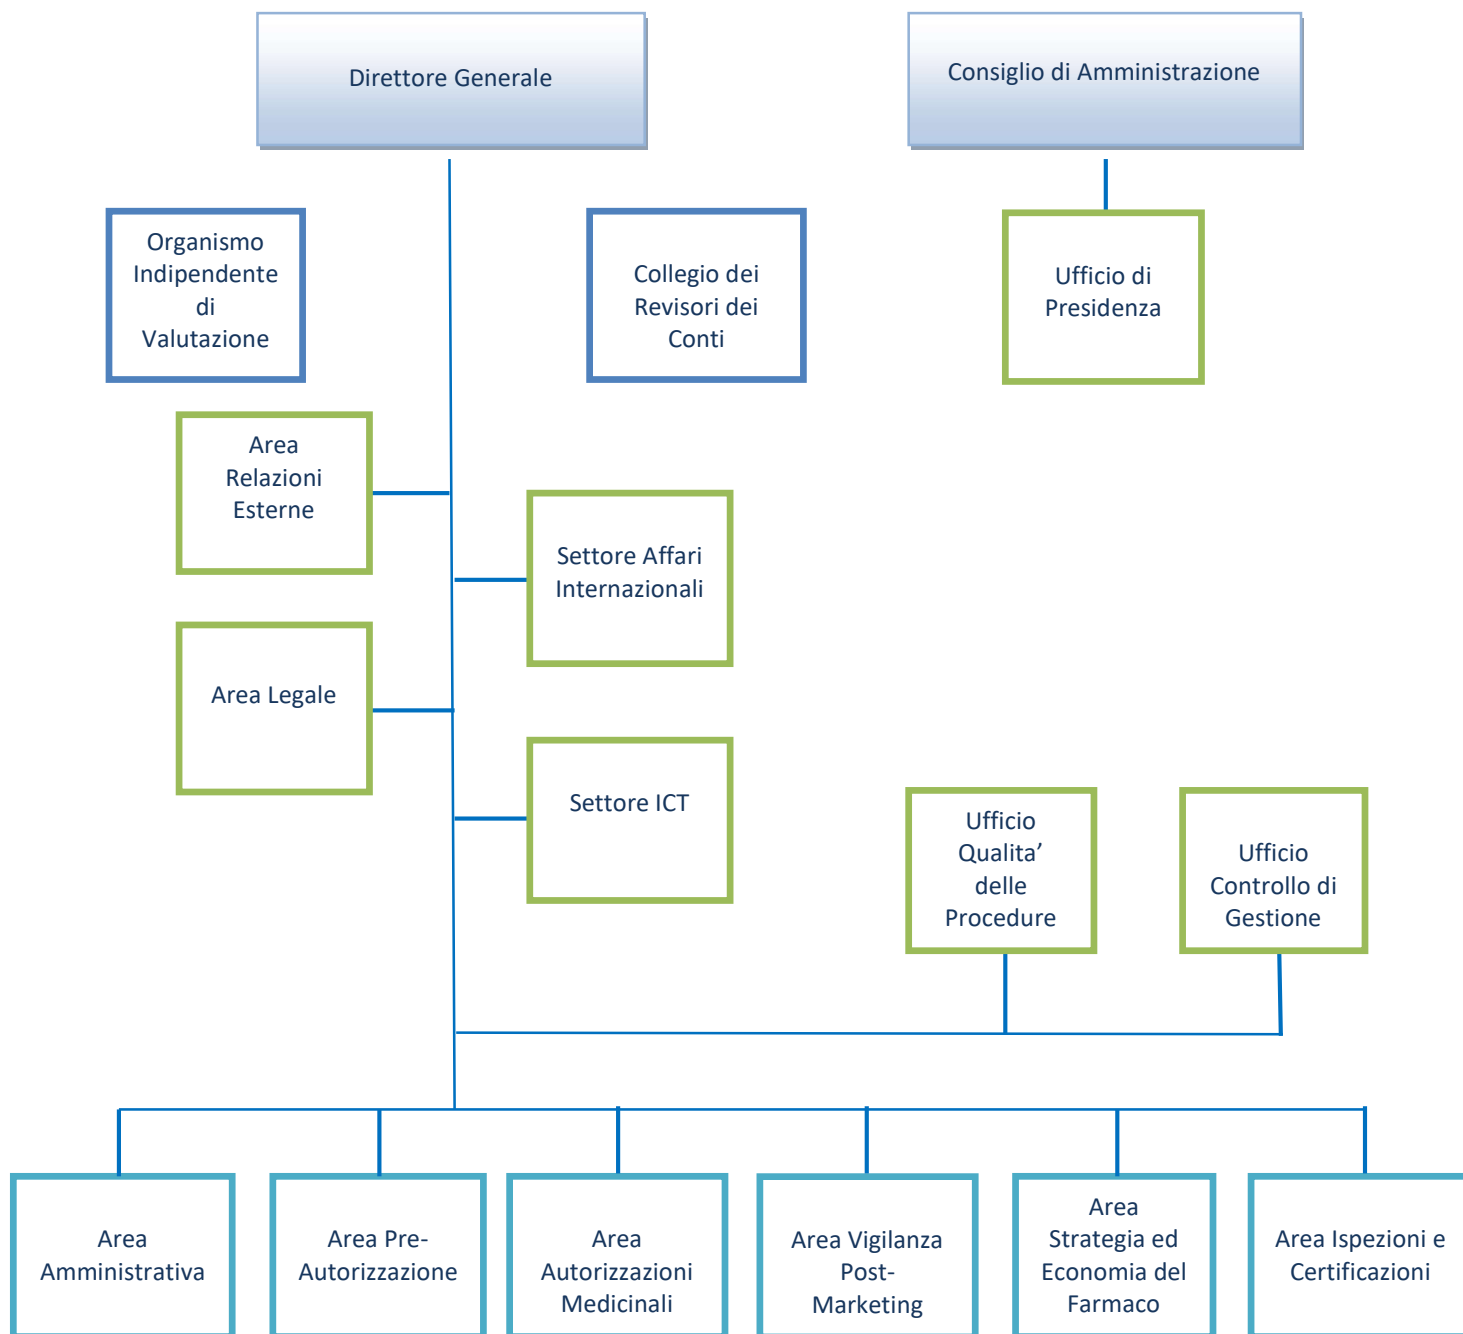 Direttore Generale
Consiglio di Amministrazione
Organismo
Indipendente
di
Valutazione
Collegio dei
Revisori dei
Conti
Ufficio di
Presidenza
Area
Relazioni
Esterne
Settore Affari
Internazionali
Area Legale
Settore ICT
Ufficio
Qualita’
delle
Procedure
Ufficio
Controllo di
Gestione
Area
Amministrativa
Area Pre-
Autorizzazione
Area
Autorizzazioni
Medicinali
Area Vigilanza
Post-
Marketing
Area
Strategia ed
Economia del
Farmaco
Area Ispezioni e
Certificazioni